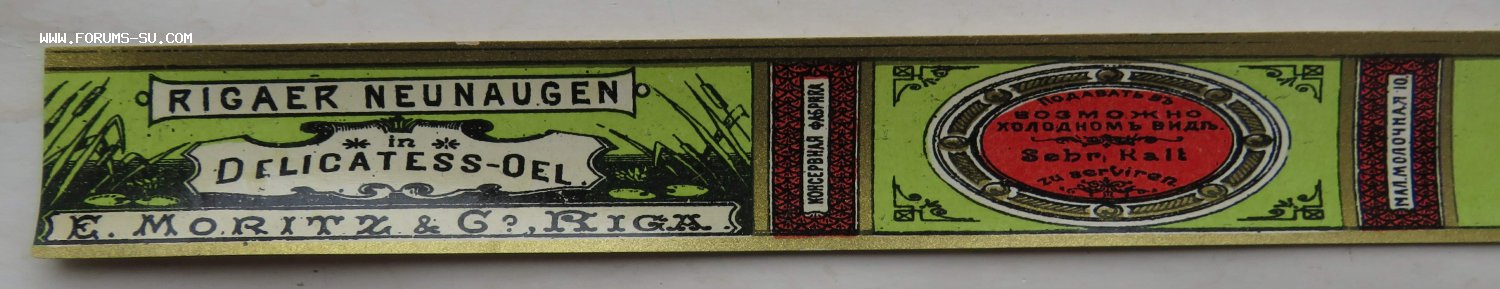 WWW.FORUMS-SU.COM
RIGAER NEUNAUGEN
in
DELICATESS-OEL.
E. MORITZ & Cº, RIGA.
КОНСЕРВНАЯ ФАБРИКА
ПОДАВАТЬ ВЪ
ВОЗМОЖНО
ХОЛОДНОМЪ ВИДѢ.
Sehr, Kalt
zu serviren
МАЛ. МОЛОЧНАЯ 10.